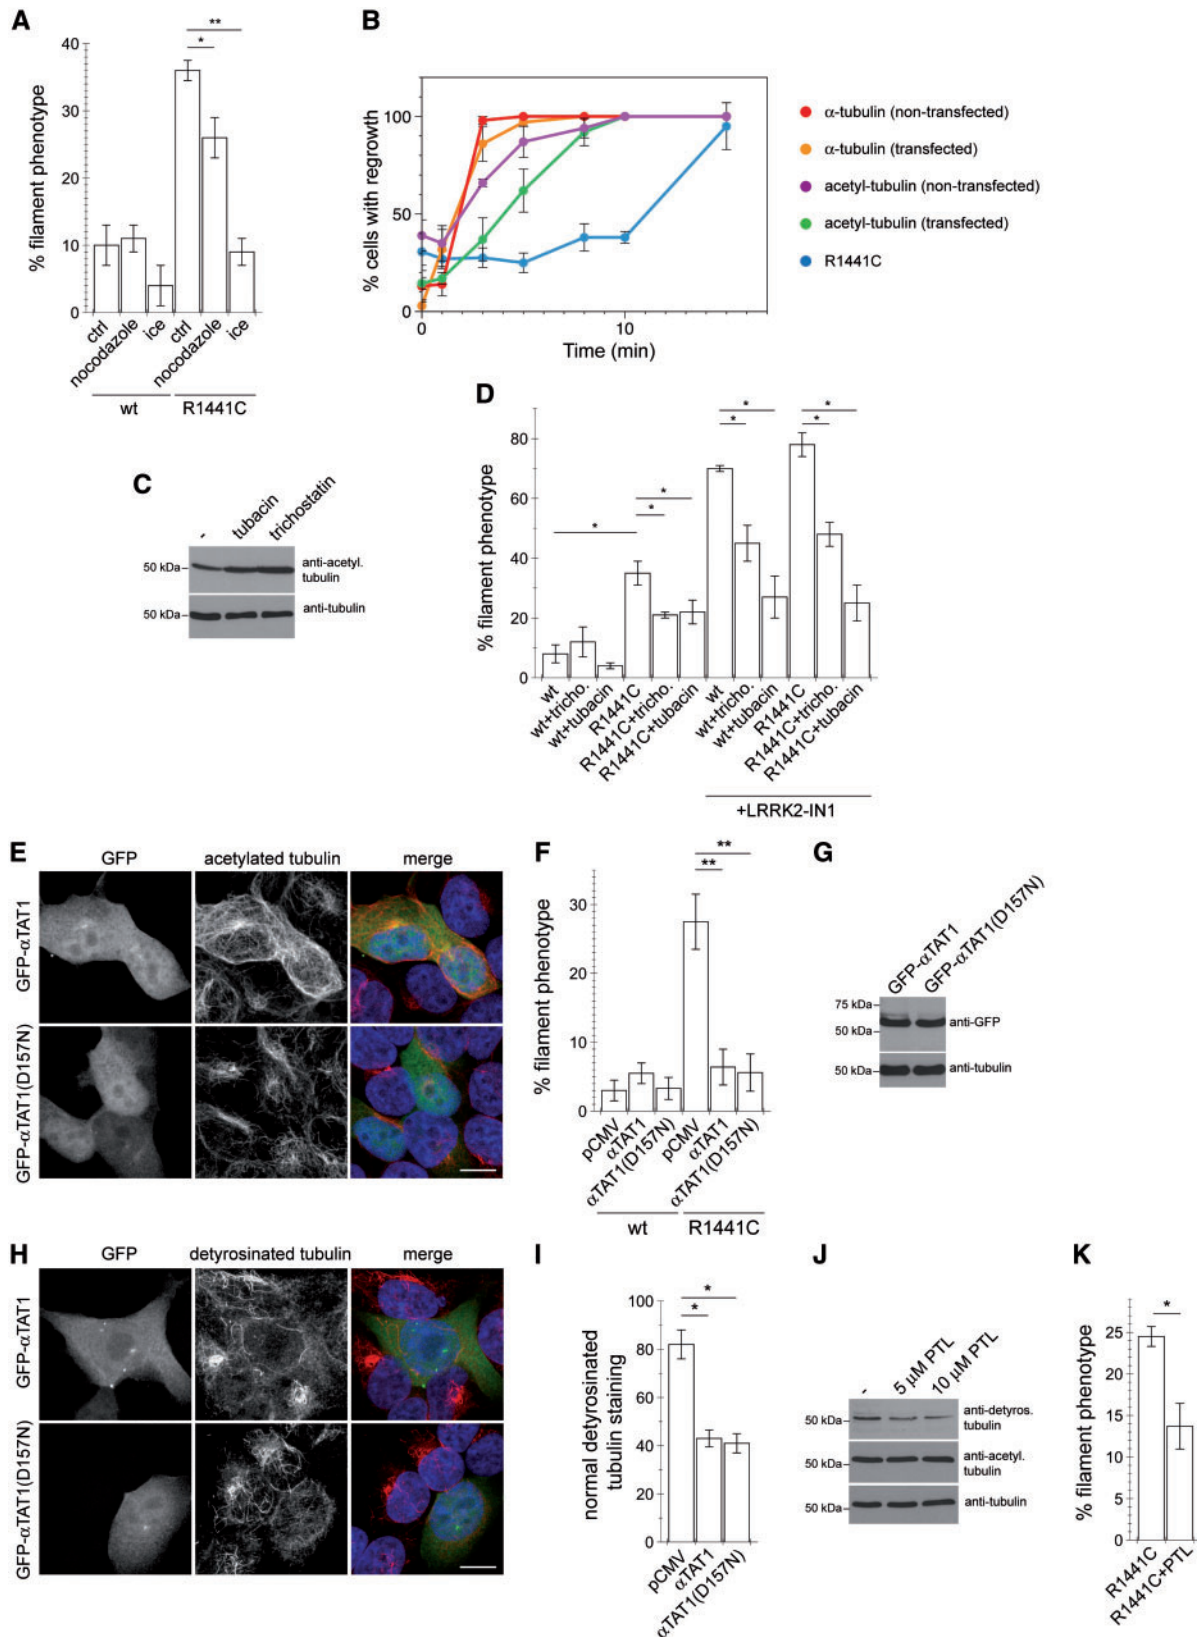 A
% filament phenotype
40
30
20
10
0
**
*
ctrl
nocodazole
ice
ctrl
nocodazole
ice
wt
R1441C
B
% cells with regrowth
100
50
0
0
10
Time (min)
α-tubulin (non-transfected)
α-tubulin (transfected)
acetyl-tubulin (non-transfected)
acetyl-tubulin (transfected)
R1441C
C
-
tubacin
trichostatin
50 kDa
anti-acetyl.
tubulin
50 kDa
anti-tubulin
D
% filament phenotype
80
60
40
20
0
*
*
*
*
*
*
*
wt
wt+tricho.
wt+tubacin
R1441C
R1441C+tricho.
R1441C+tubacin
wt
wt+tricho.
wt+tubacin
R1441C
R1441C+tricho.
R1441C+tubacin
+LRRK2-IN1
E
GFP
acetylated tubulin
merge
GFP-αTAT1
GFP-αTAT1(D157N)
F
% filament phenotype
30
20
10
0
**
**
pCMV
αTAT1
αTAT1(D157N)
pCMV
αTAT1
αTAT1(D157N)
wt
R1441C
G
GFP-αTAT1
GFP-αTAT1(D157N)
75 kDa
50 kDa
anti-GFP
50 kDa
anti-tubulin
H
GFP
detyrosinated tubulin
merge
GFP-αTAT1
GFP-αTAT1(D157N)
I
normal detyrosinated
tubulin staining
100
80
60
40
20
0
*
*
pCMV
αTAT1
αTAT1(D157N)
J
-
5 µM PTL
10 µM PTL
50 kDa
anti-detyros.
tubulin
50 kDa
anti-acetyl.
tubulin
50 kDa
anti-tubulin
K
% filament phenotype
25
20
15
10
5
0
*
R1441C
R1441C+PTL